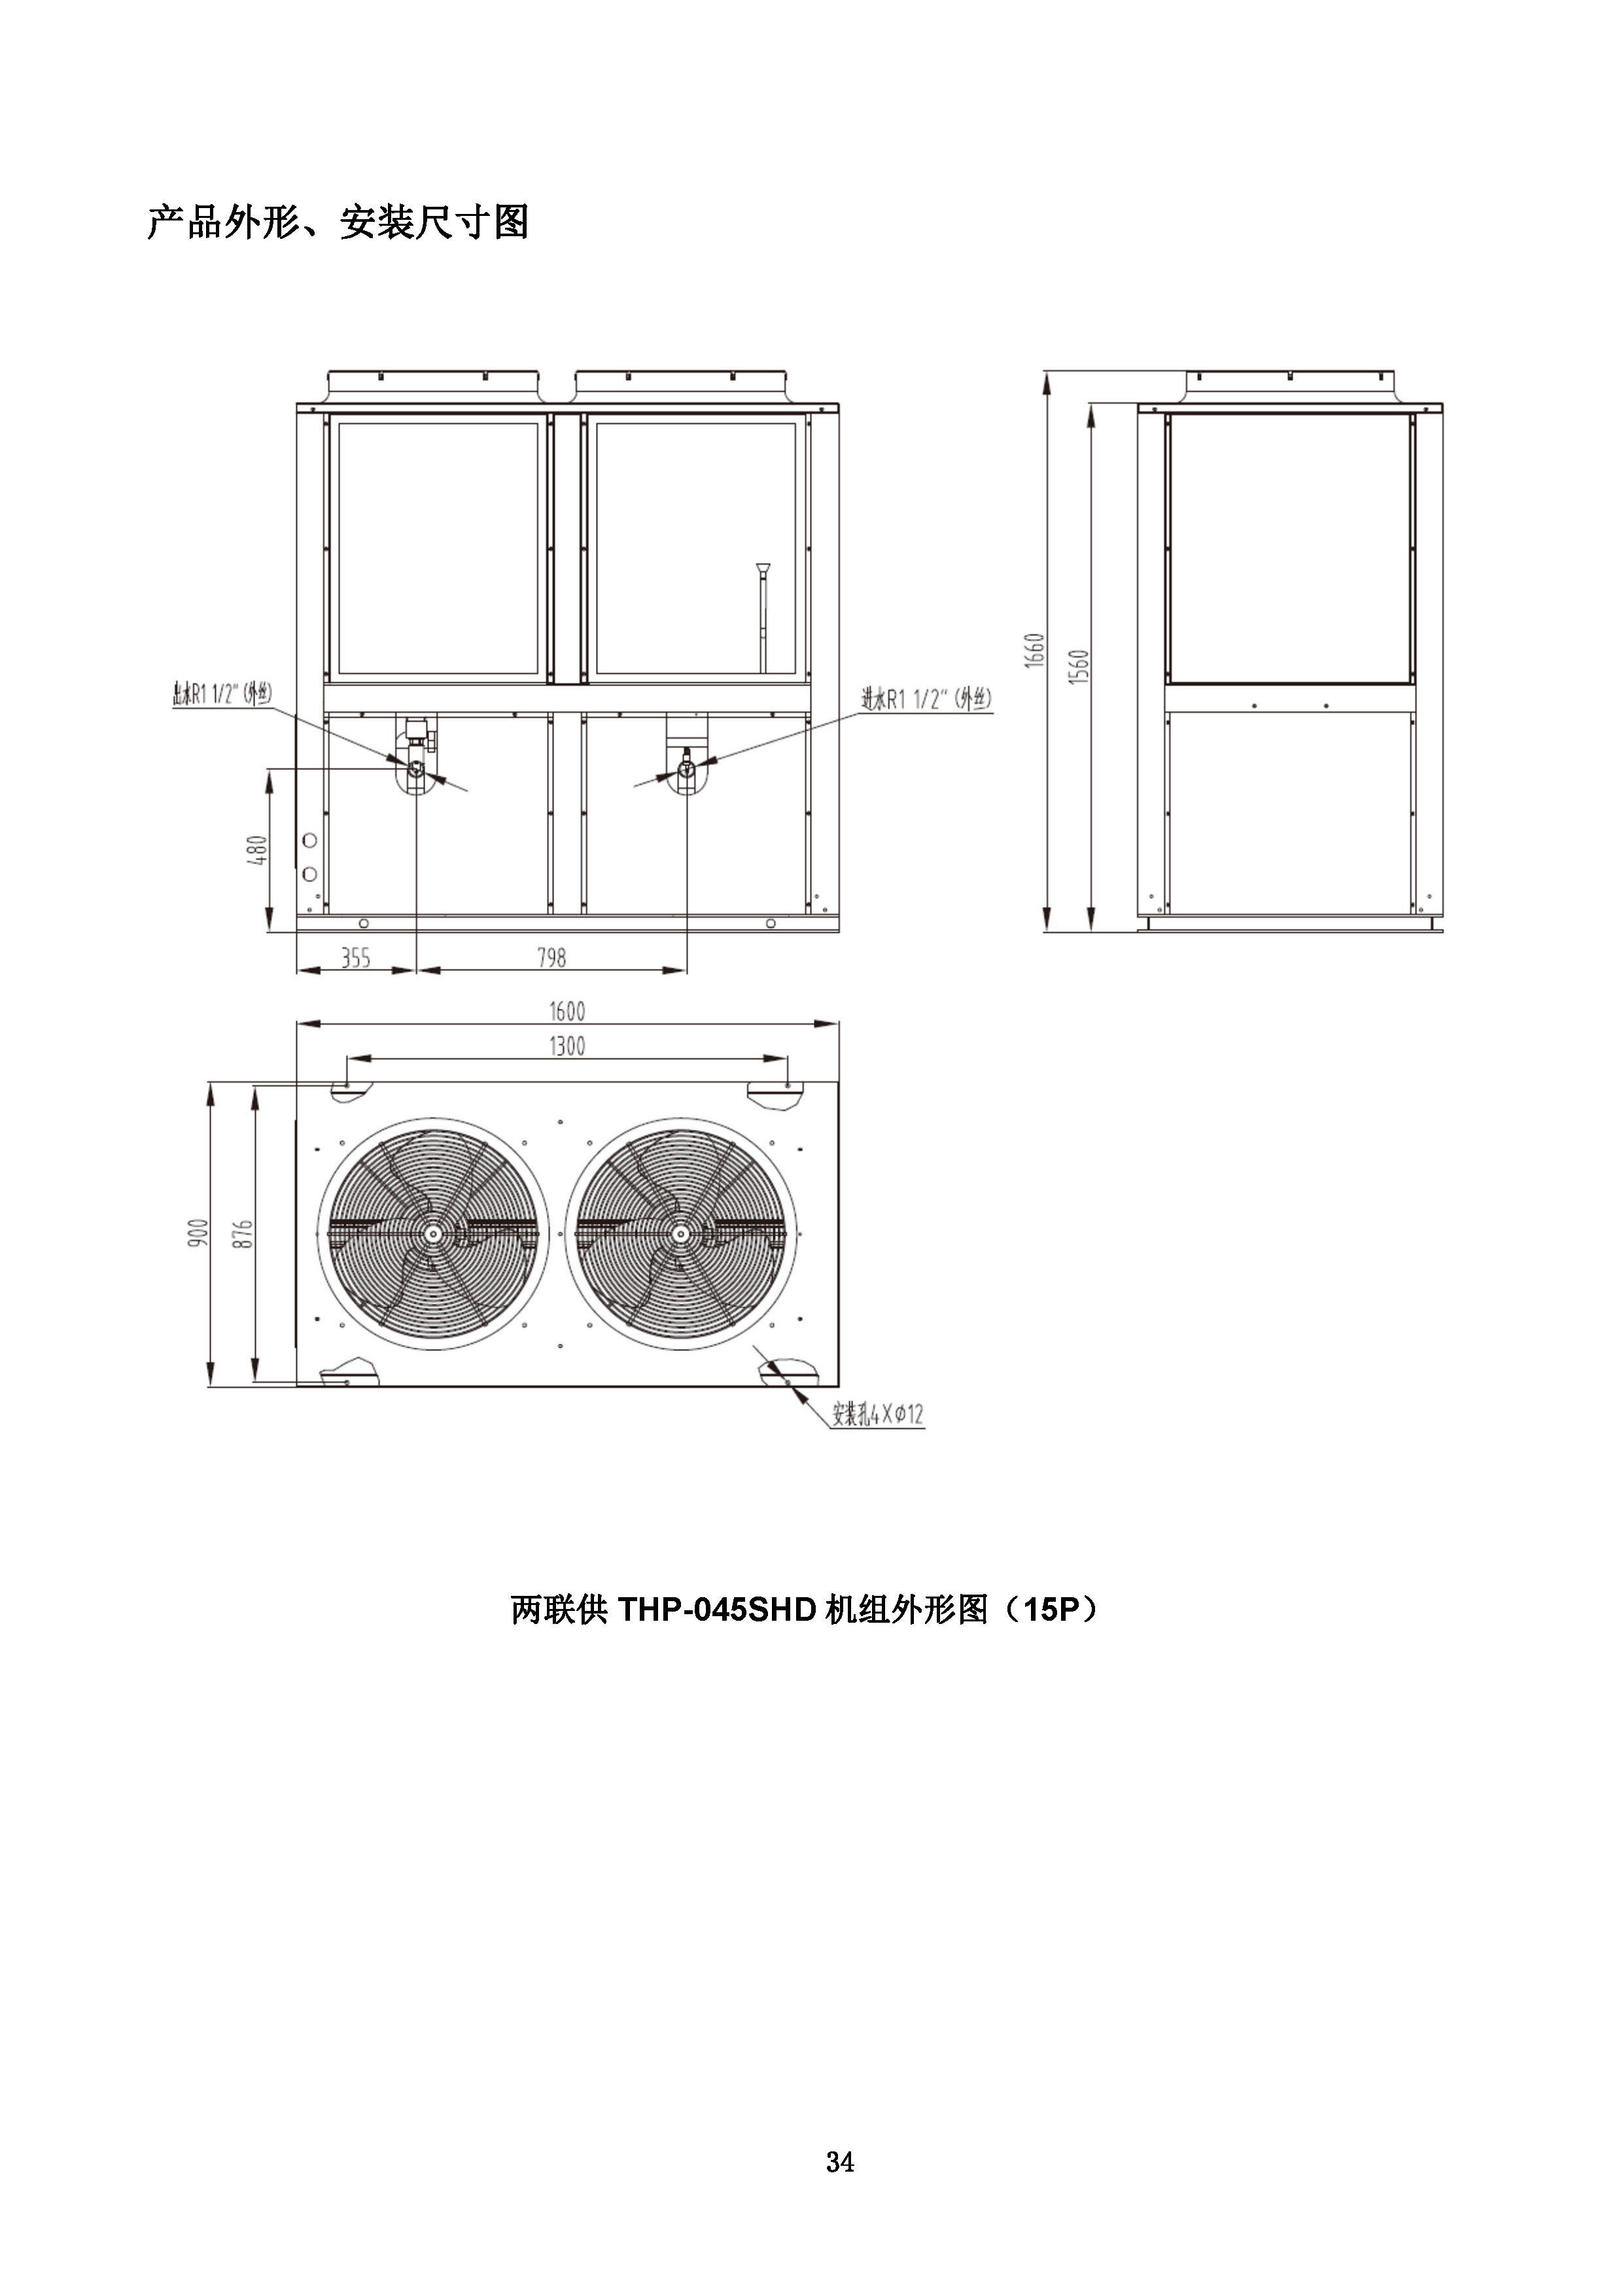 产品外形、安装尺寸图
出水R1 1/2" (外丝)
进水R1 1/2" (外丝)
1660
1560
480
355
798
1600
1300
900
876
安装孔4XΦ12
两联供 THP-045SHD 机组外形图（15P）
34